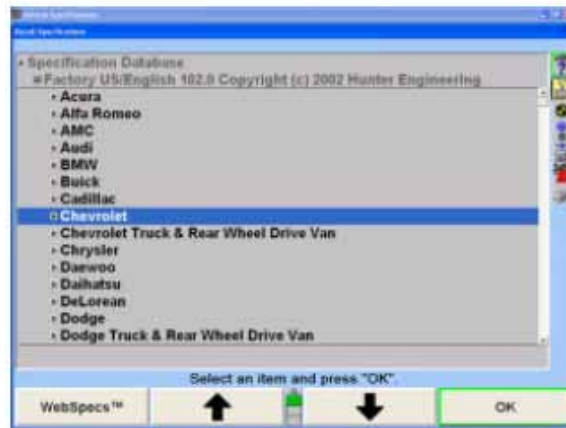 Specification Database
Factory US/English 102.0 Copyright (c) 2002 Hunter Engineering
Acura
Alfa Romeo
AMC
Audi
BMW
Buick
Cadillac
Chevrolet
Chevrolet Truck & Rear Wheel Drive Van
Chrysler
Daewoo
Daihatsu
DeLorean
Dodge
Dodge Truck & Rear Wheel Drive Van
Select an item and press "OK".
WebSpecs™
OK